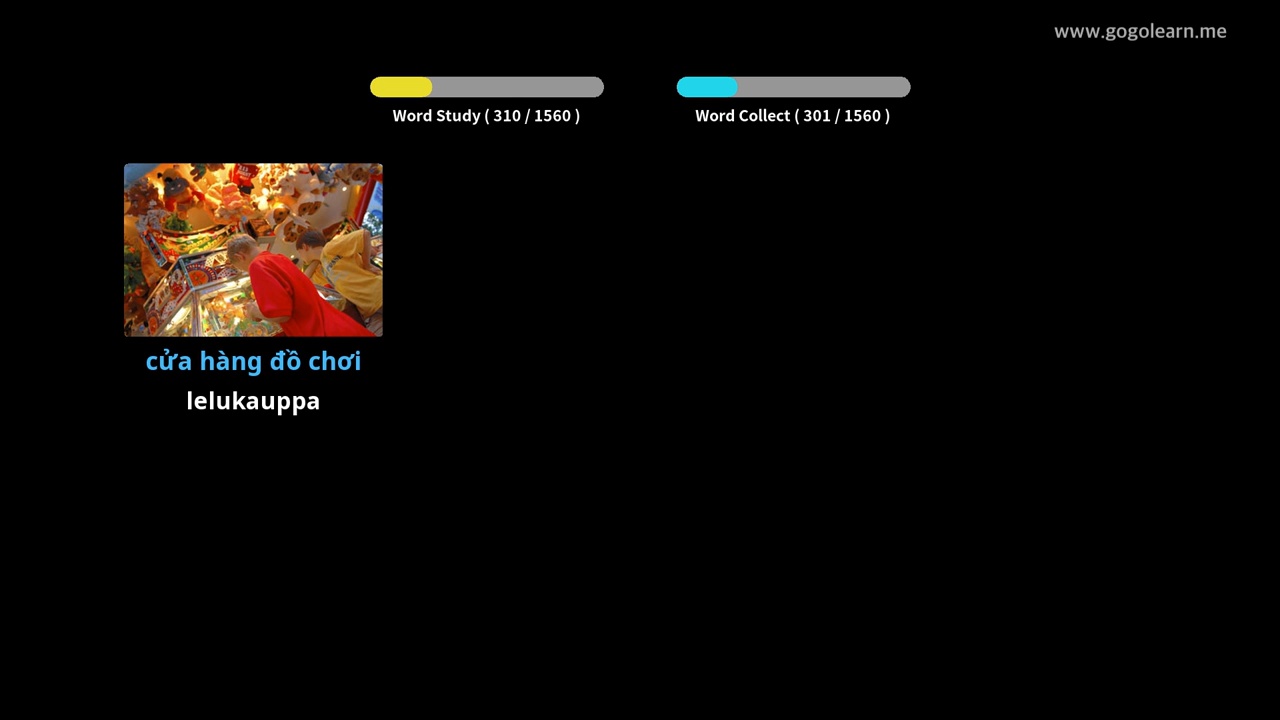 www.gogolearn.me
Word Study ( 310 / 1560 )
Word Collect ( 301 / 1560 )
cửa hàng đồ chơi
lelukauppa